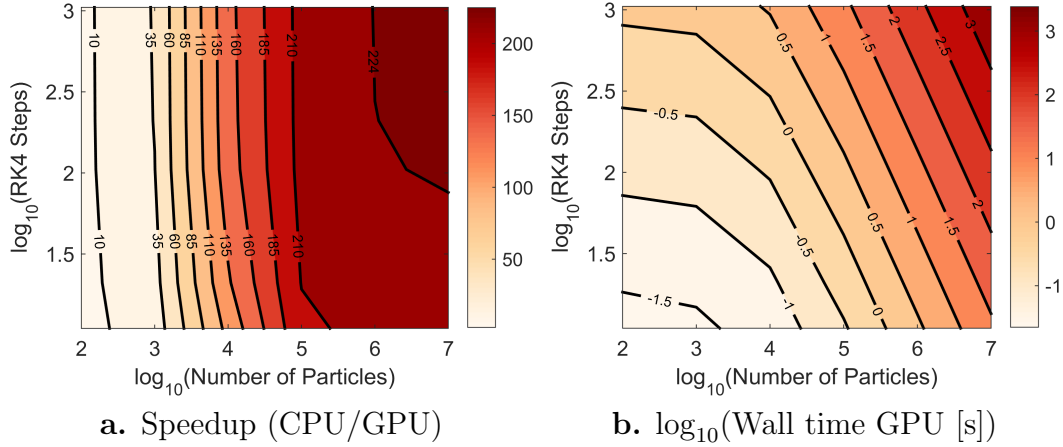 3
2.5
2
1.5
log10(RK4 Steps)
10 35 60 85 110 135 160 185 210 224
10 35 60 85 110 135 160 185 210
2 3 4 5 6 7
log10(Number of Particles)
200
150
100
50
a. Speedup (CPU/GPU)
3
2.5
2
1.5
log10(RK4 Steps)
0.5 1 1.5 2 2.5 3
-0.5 0 2
-0.5 0 0.5 1 1.5
-1.5 -1
2 3 4 5 6 7
log10(Number of Particles)
3
2
1
0
-1
b. log10(Wall time GPU [s])